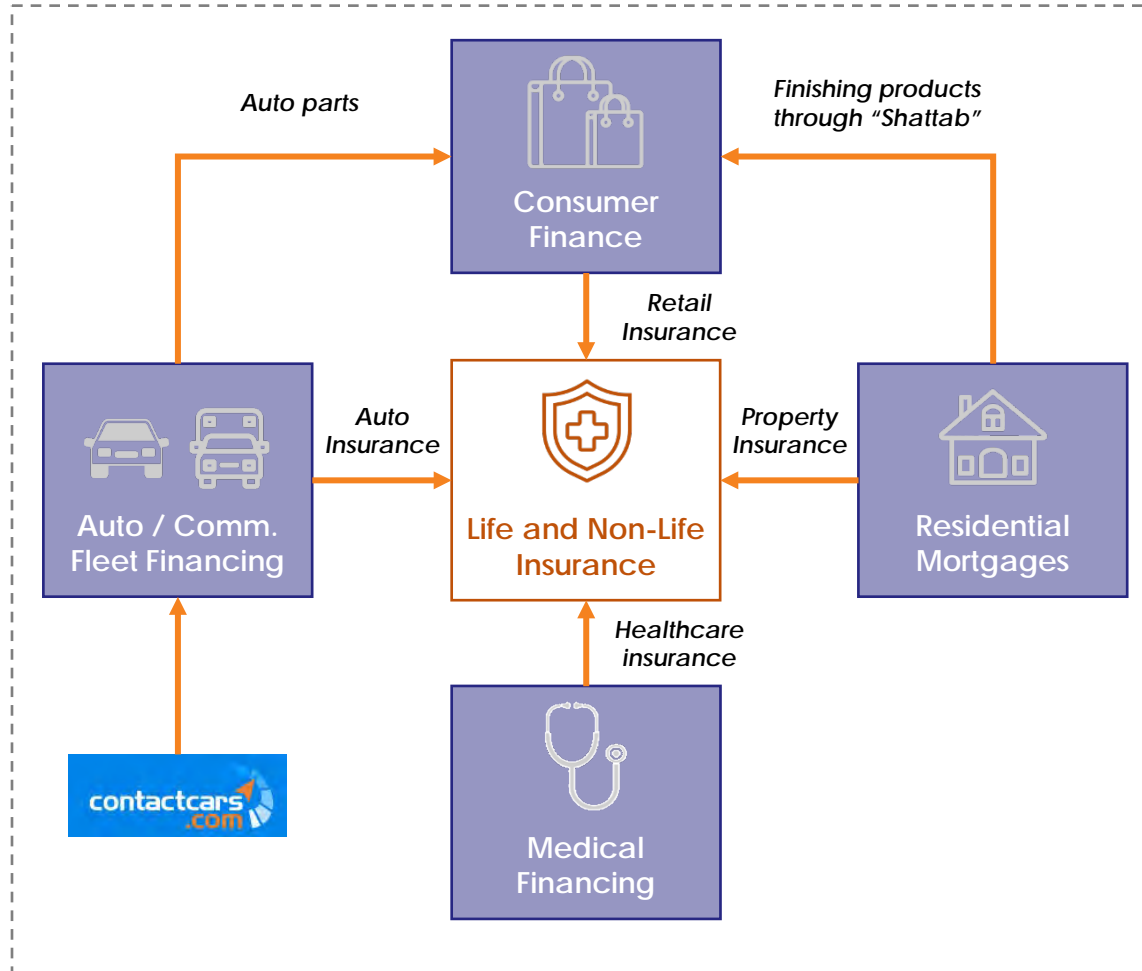 Auto parts
Finishing products
through “Shattab”
Consumer
Finance
Retail
Insurance
Auto
Insurance
Property
Insurance
Auto / Comm.
Fleet Financing
Life and Non-Life
Insurance
Residential
Mortgages
Healthcare
insurance
contactcars
.com
Medical
Financing